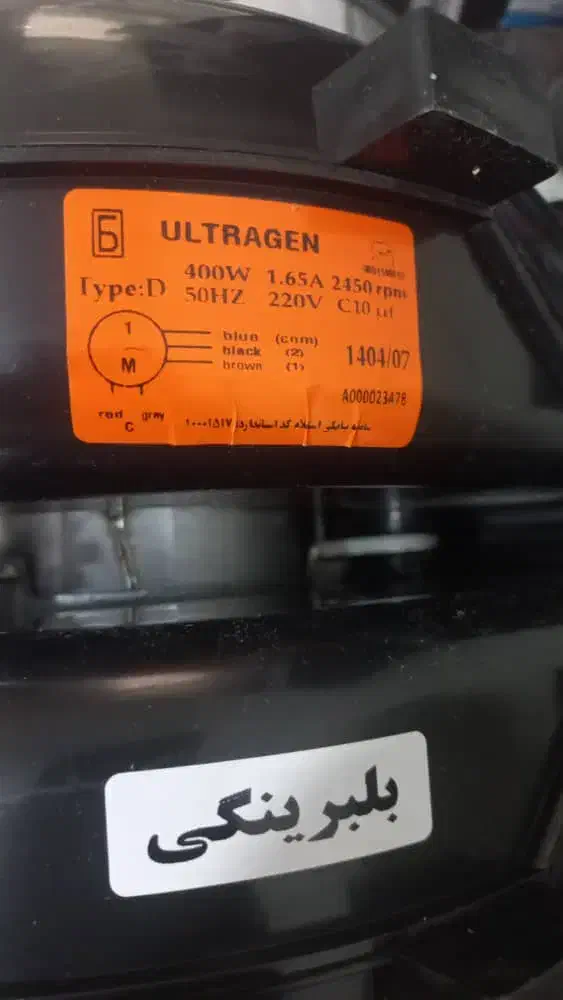 ULTRAGEN
Type:D 400W 1.65A 2450 rpm
50HZ 220V C10 µf
1
M
blue (com)
black (2)
brown (1)
1404/07
A000023478
red gray
C
۱۰۰۰۱۵۱۷
بلبرینگی